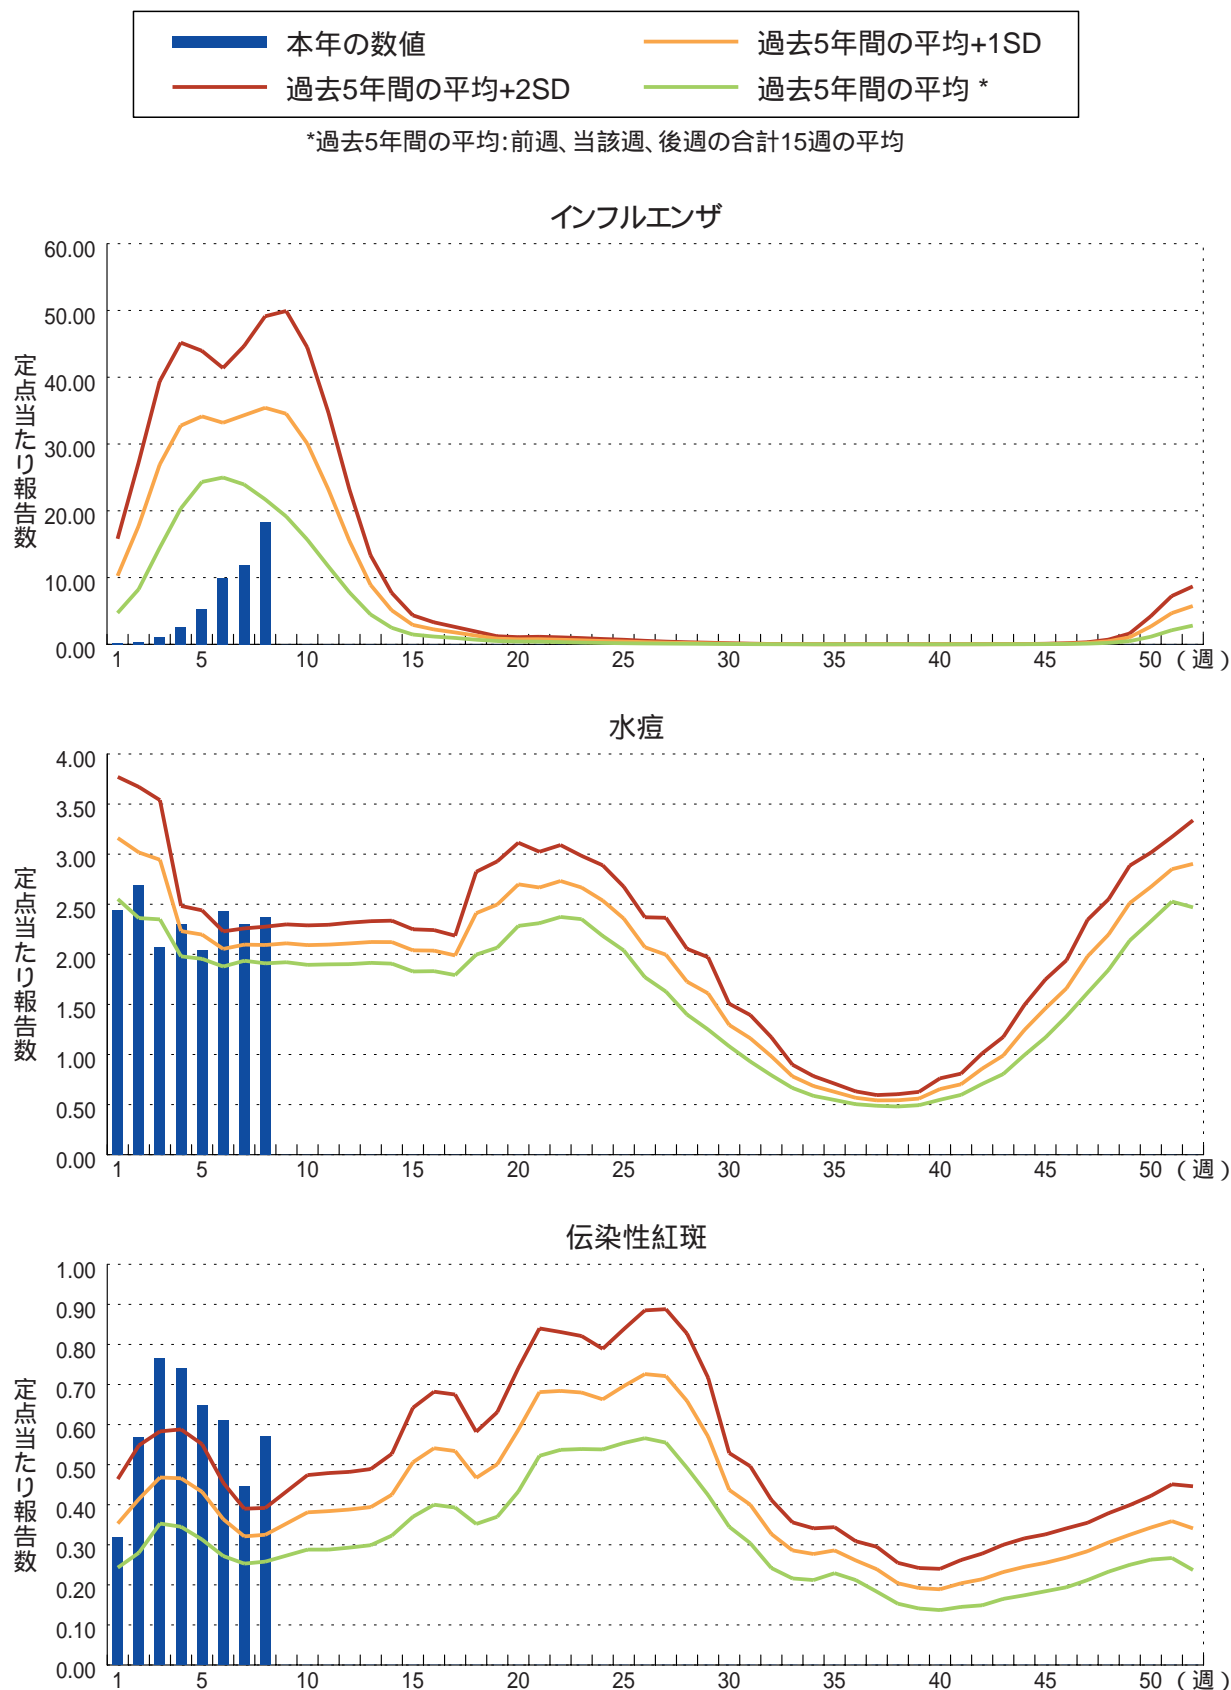 本年の数値
過去5年間の平均+1SD
過去5年間の平均+2SD
過去5年間の平均 *
*過去5年間の平均:前週、当該週、後週の合計15週の平均
インフルエンザ
定点当たり報告数
60.00
50.00
40.00
30.00
20.00
10.00
0.00
1 5 10 15 20 25 30 35 40 45 50 (週)
水痘
定点当たり報告数
4.00
3.50
3.00
2.50
2.00
1.50
1.00
0.50
0.00
1 5 10 15 20 25 30 35 40 45 50 (週)
伝染性紅斑
定点当たり報告数
1.00
0.90
0.80
0.70
0.60
0.50
0.40
0.30
0.20
0.10
0.00
1 5 10 15 20 25 30 35 40 45 50 (週)